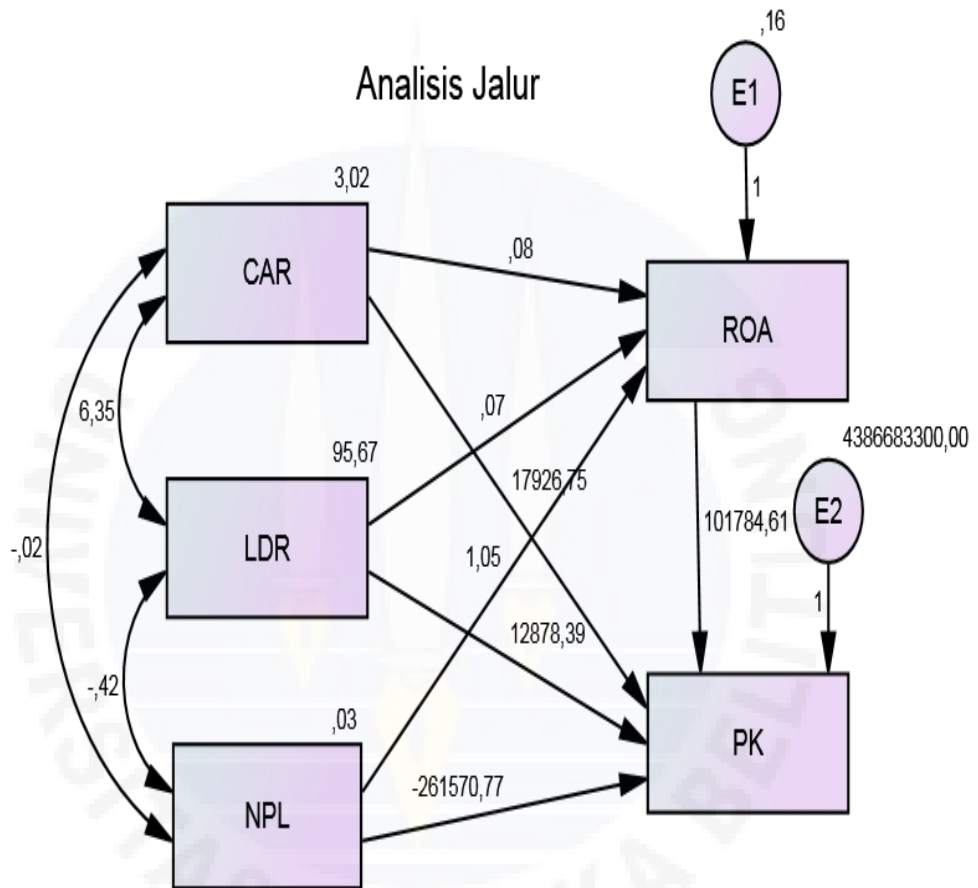 ,16
Analisis Jalur
E1
3,02
1
CAR
,08
ROA
6,35
,07
95,67
4386683300,00
17926,75
101784,61
E2
-,02
LDR
1,05
1
12878,39
-,42
,03
PK
-261570,77
NPL